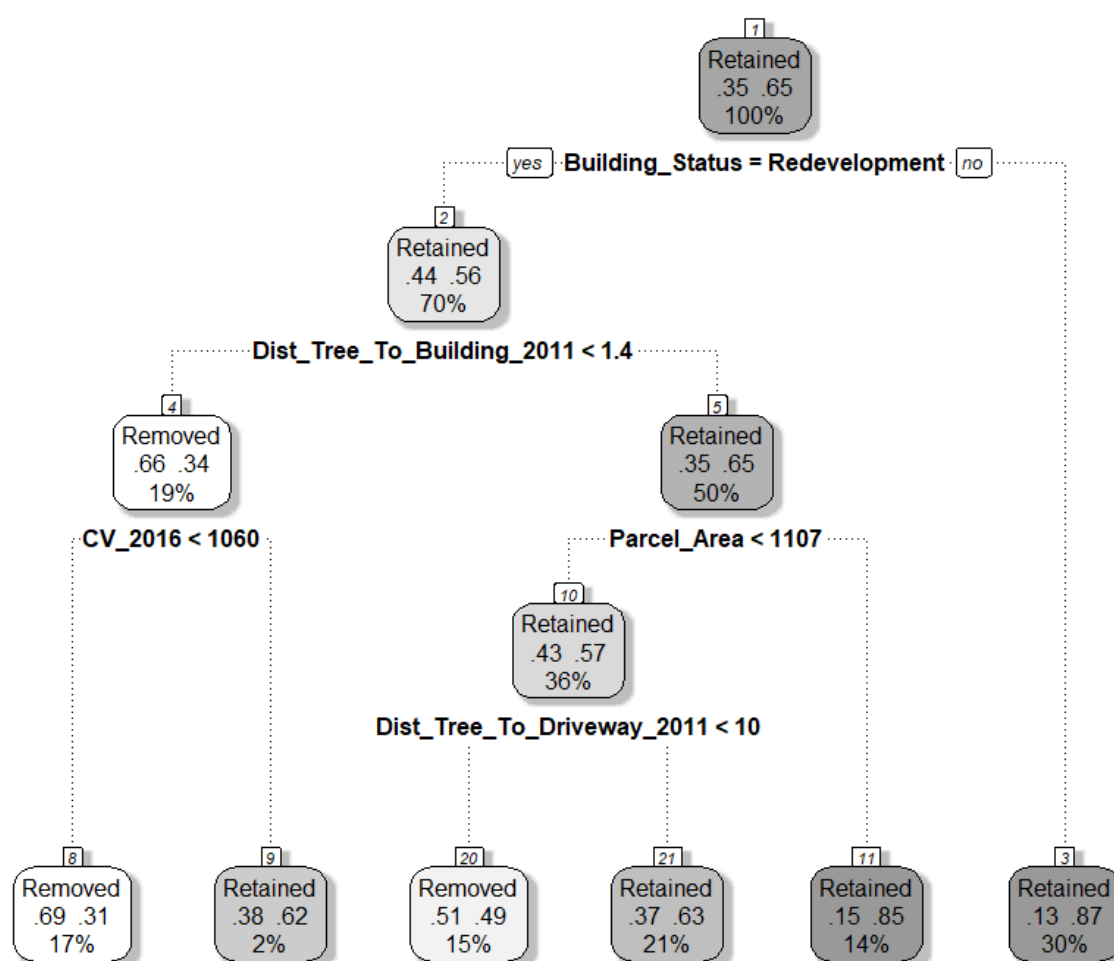 1
Retained
.35 .65
100%
yes Building_Status = Redevelopment no
2
Retained
.44 .56
70%
Dist_Tree_To_Building_2011 < 1.4
4
Removed
.66 .34
19%
5
Retained
.35 .65
50%
CV_2016 < 1060
Parcel_Area < 1107
10
Retained
.43 .57
36%
Dist_Tree_To_Driveway_2011 < 10
8
Removed
.69 .31
17%
9
Retained
.38 .62
2%
20
Removed
.51 .49
15%
21
Retained
.37 .63
21%
11
Retained
.15 .85
14%
3
Retained
.13 .87
30%